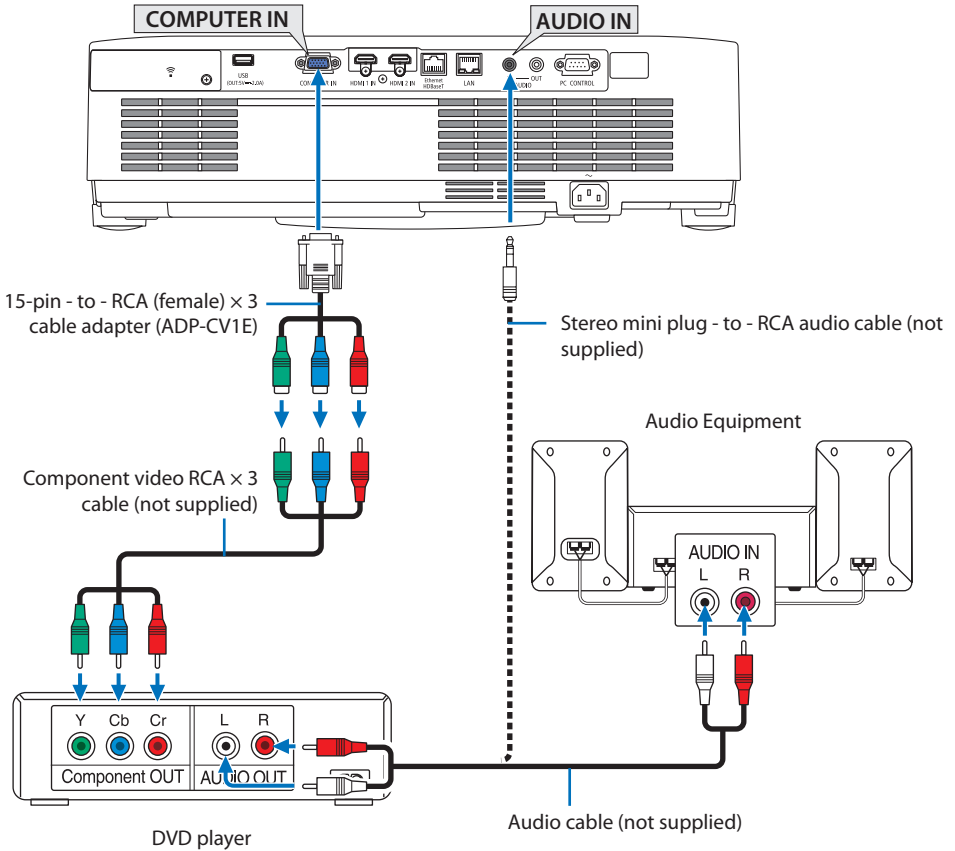 COMPUTER IN
AUDIO IN
USB
(OUT:5V⎓2.0A)
COMPUTER IN
HDMI 1 IN
HDMI 2 IN
Ethernet
HDBaseT
LAN
OUT
AUDIO
PC CONTROL
15-pin - to - RCA (female) × 3
cable adapter (ADP-CV1E)
Stereo mini plug - to - RCA audio cable (not
supplied)
Audio Equipment
Component video RCA × 3
cable (not supplied)
AUDIO IN
L R
Y Cb Cr
L R
Component OUT
AUDIO OUT
Audio cable (not supplied)
DVD player